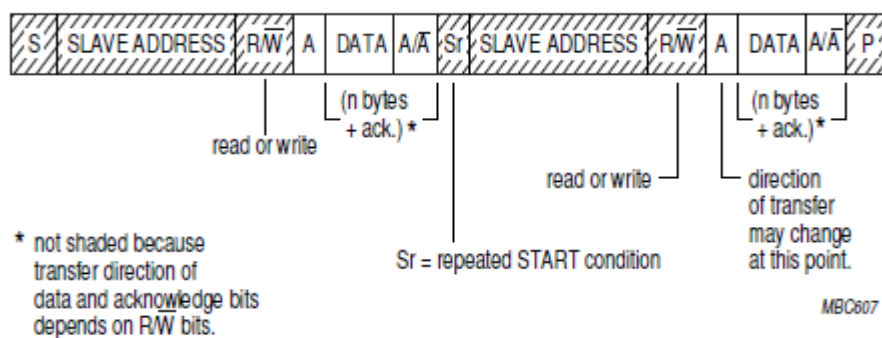 S SLAVE ADDRESS R/W̅ A DATA A/A̅ Sr SLAVE ADDRESS R/W̅ A DATA A/A̅ P
(n bytes
+ ack.) *
read or write
(n bytes
+ ack.)*
read or write
direction
of transfer
may change
at this point.
* not shaded because
transfer direction of
data and acknowledge bits
depends on R/W̅ bits.
Sr = repeated START condition
MBC607